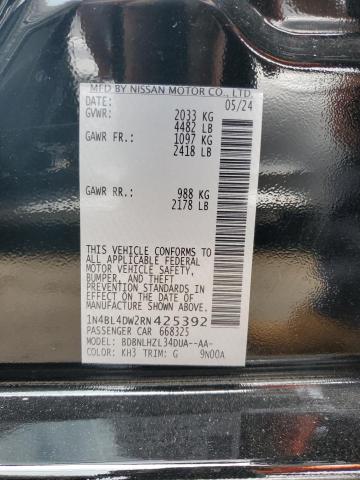 MFD BY NISSAN MOTOR CO., LTD.
DATE: 05/24
GVWR: 2033 KG
4482 LB
GAWR FR: 1097 KG
2418 LB
GAWR RR: 988 KG
2178 LB
THIS VEHICLE CONFORMS TO
ALL APPLICABLE FEDERAL
MOTOR VEHICLE SAFETY,
BUMPER, AND THEFT
PREVENTION STANDARDS
IN EFFECT ON THE DATE OF
MANUFACTURE SHOWN ABOVE.
1N4BL4DW2RN425392
PASSENGER CAR 668325
MODEL: BDBNLHZL34DUA--AA-
COLOR: KH3 TRIM: G 9N00A